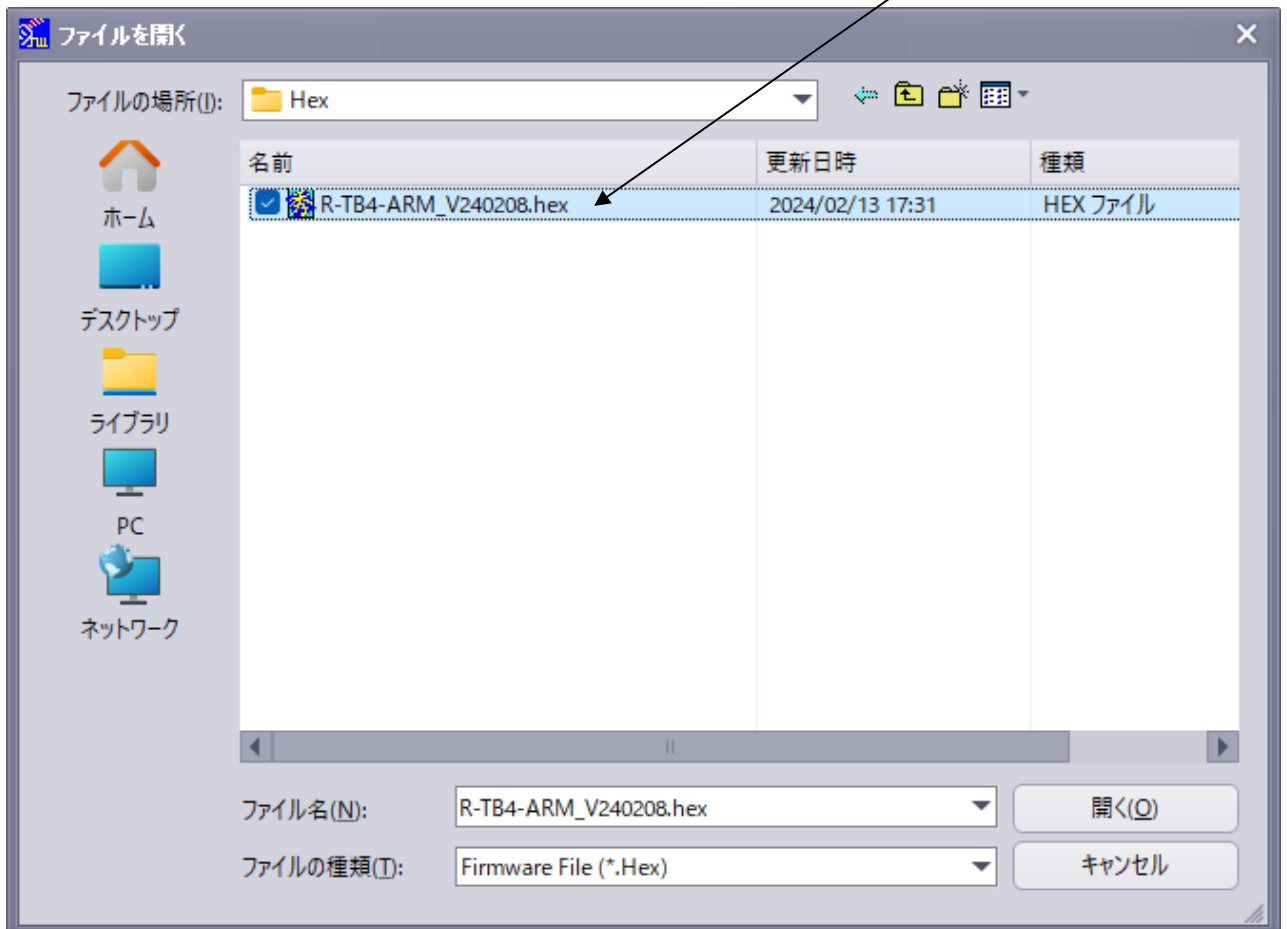 ファイルを開く
ファイルの場所(I):
Hex
名前
更新日時
種類
R-TB4-ARM_V240208.hex
2024/02/13 17:31
HEX ファイル
ホーム
デスクトップ
ライブラリ
PC
ネットワーク
ファイル名(N):
R-TB4-ARM_V240208.hex
開く(O)
ファイルの種類(T):
Firmware File (*.Hex)
キャンセル